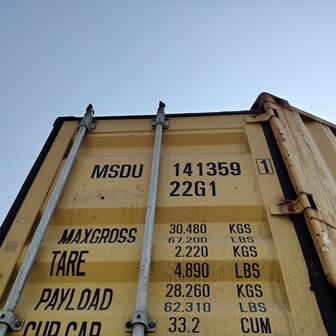 MSDU 141359 1
22G1
MAXGROSS 30,480 KGS
67,200 LBS
TARE 2.220 KGS
4,890 LBS
PAYLOAD 28,260 KGS
62,310 LBS
CUP CAP 33.2 CUM